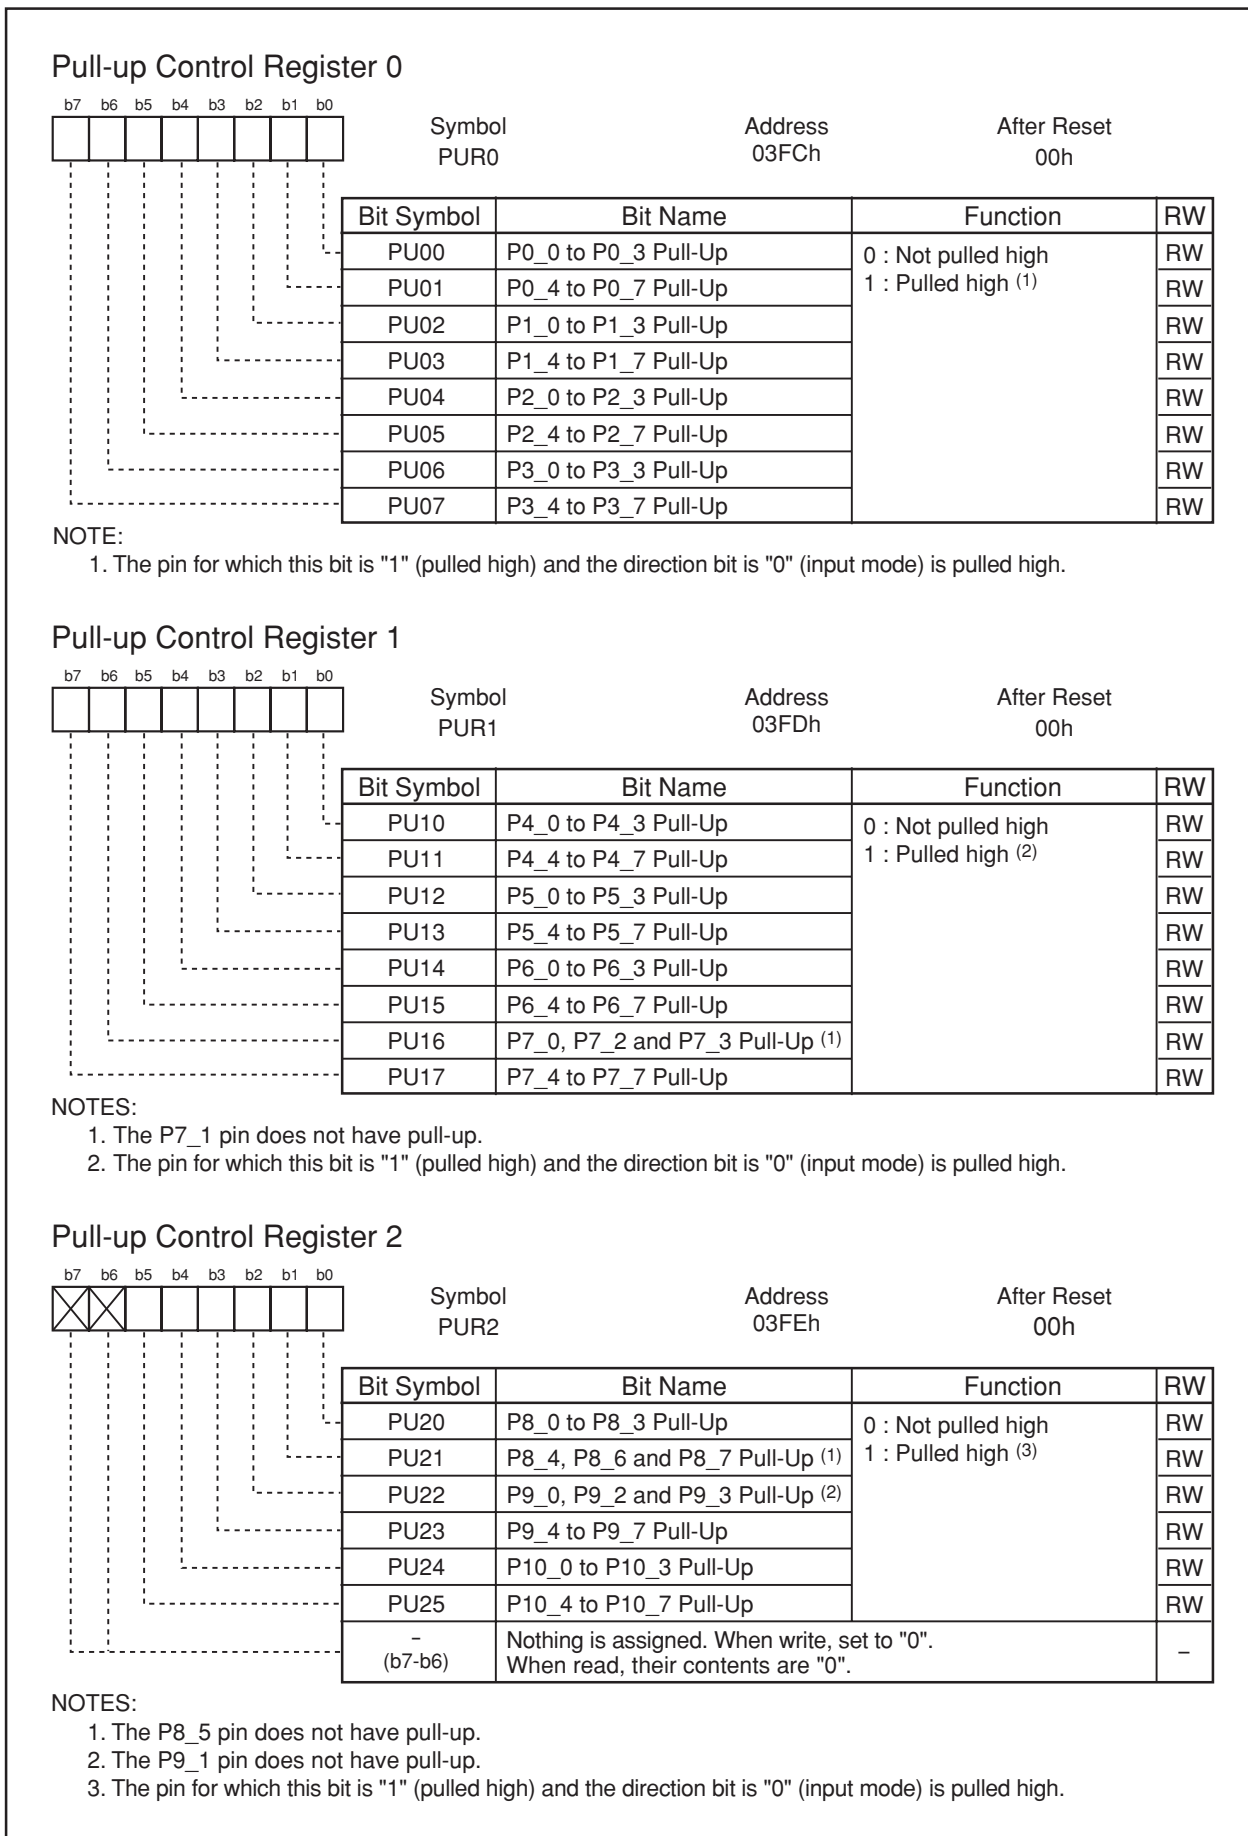 Pull-up Control Register 0
b7 b6 b5 b4 b3 b2 b1 b0
Symbol Address After Reset
PUR0 03FCh 00h
Bit Symbol Bit Name Function RW
PU00 P0_0 to P0_3 Pull-Up 0 : Not pulled high RW
PU01 P0_4 to P0_7 Pull-Up 1 : Pulled high (1) RW
PU02 P1_0 to P1_3 Pull-Up RW
PU03 P1_4 to P1_7 Pull-Up RW
PU04 P2_0 to P2_3 Pull-Up RW
PU05 P2_4 to P2_7 Pull-Up RW
PU06 P3_0 to P3_3 Pull-Up RW
PU07 P3_4 to P3_7 Pull-Up RW
NOTE:
1. The pin for which this bit is "1" (pulled high) and the direction bit is "0" (input mode) is pulled high.
Pull-up Control Register 1
b7 b6 b5 b4 b3 b2 b1 b0
Symbol Address After Reset
PUR1 03FDh 00h
Bit Symbol Bit Name Function RW
PU10 P4_0 to P4_3 Pull-Up 0 : Not pulled high RW
PU11 P4_4 to P4_7 Pull-Up 1 : Pulled high (2) RW
PU12 P5_0 to P5_3 Pull-Up RW
PU13 P5_4 to P5_7 Pull-Up RW
PU14 P6_0 to P6_3 Pull-Up RW
PU15 P6_4 to P6_7 Pull-Up RW
PU16 P7_0, P7_2 and P7_3 Pull-Up (1) RW
PU17 P7_4 to P7_7 Pull-Up RW
NOTES:
1. The P7_1 pin does not have pull-up.
2. The pin for which this bit is "1" (pulled high) and the direction bit is "0" (input mode) is pulled high.
Pull-up Control Register 2
b7 b6 b5 b4 b3 b2 b1 b0
Symbol Address After Reset
PUR2 03FEh 00h
Bit Symbol Bit Name Function RW
PU20 P8_0 to P8_3 Pull-Up 0 : Not pulled high RW
PU21 P8_4, P8_6 and P8_7 Pull-Up (1) 1 : Pulled high (3) RW
PU22 P9_0, P9_2 and P9_3 Pull-Up (2) RW
PU23 P9_4 to P9_7 Pull-Up RW
PU24 P10_0 to P10_3 Pull-Up RW
PU25 P10_4 to P10_7 Pull-Up RW
– Nothing is assigned. When write, set to "0". –
(b7-b6) When read, their contents are "0".
NOTES:
1. The P8_5 pin does not have pull-up.
2. The P9_1 pin does not have pull-up.
3. The pin for which this bit is "1" (pulled high) and the direction bit is "0" (input mode) is pulled high.